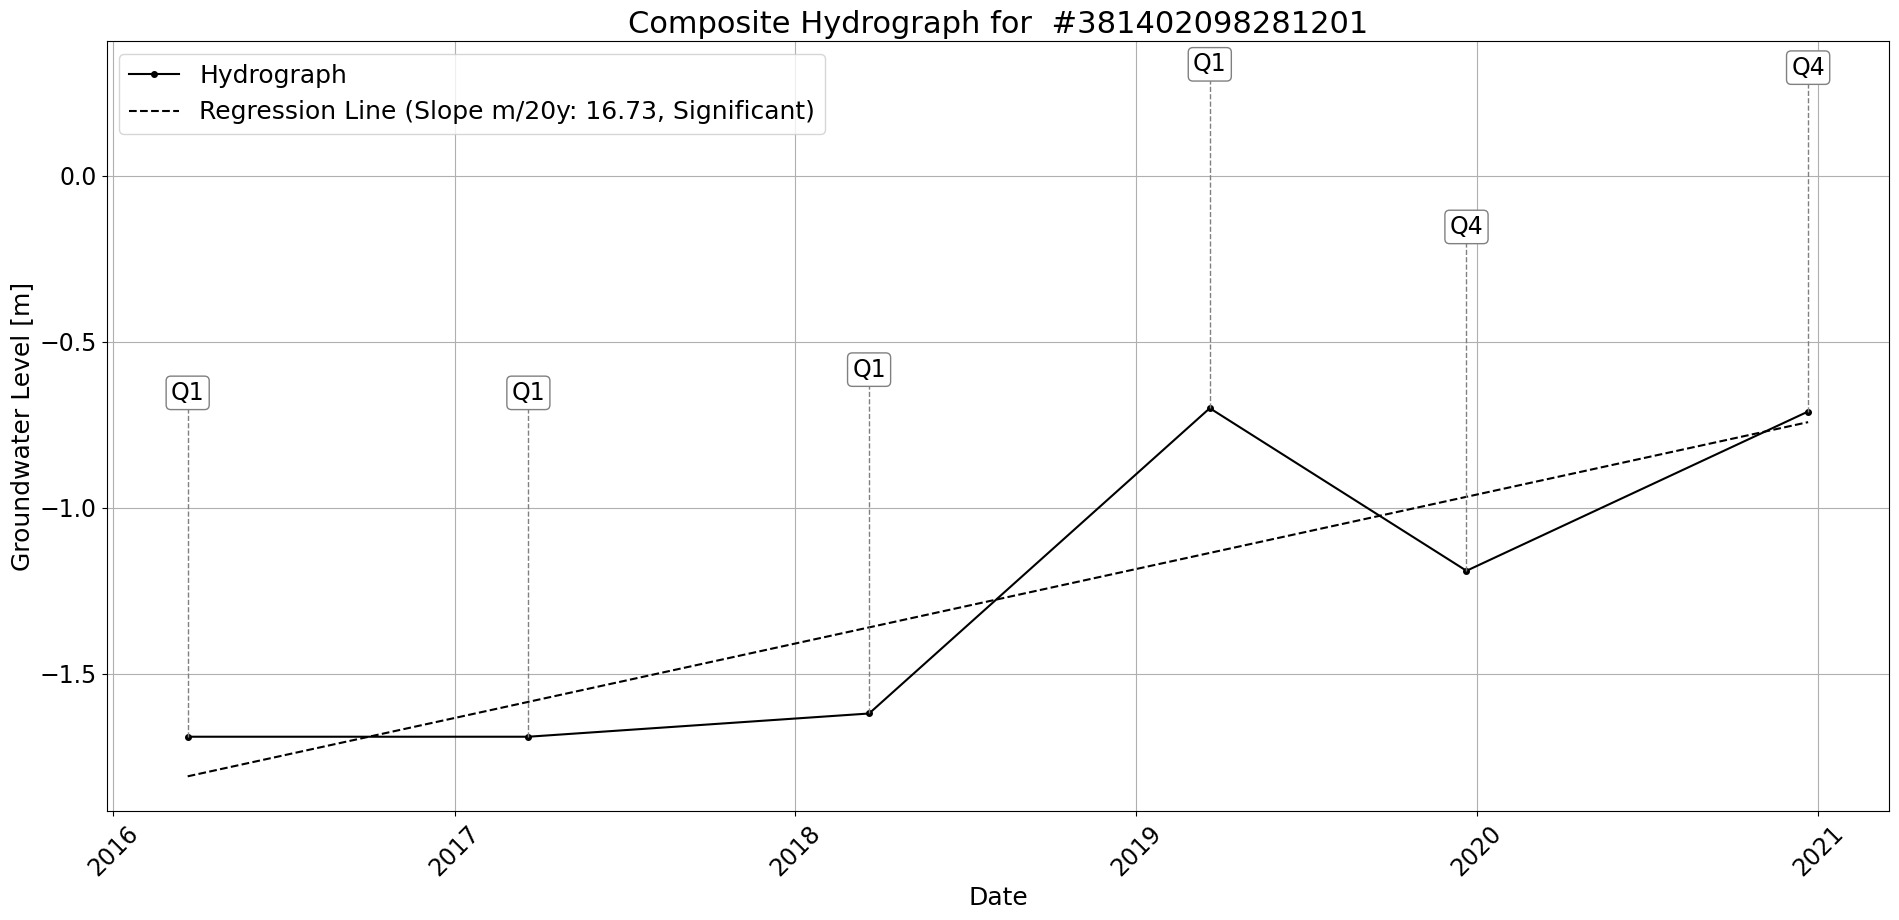 Composite Hydrograph for  #381402098281201
Hydrograph
Regression Line (Slope m/20y: 16.73, Significant)
Q1
Q4
Q4
Q1
Q1
Q1
0.0
−0.5
−1.0
−1.5
Groundwater Level [m]
2016
2017
2018
2019
2020
2021
Date